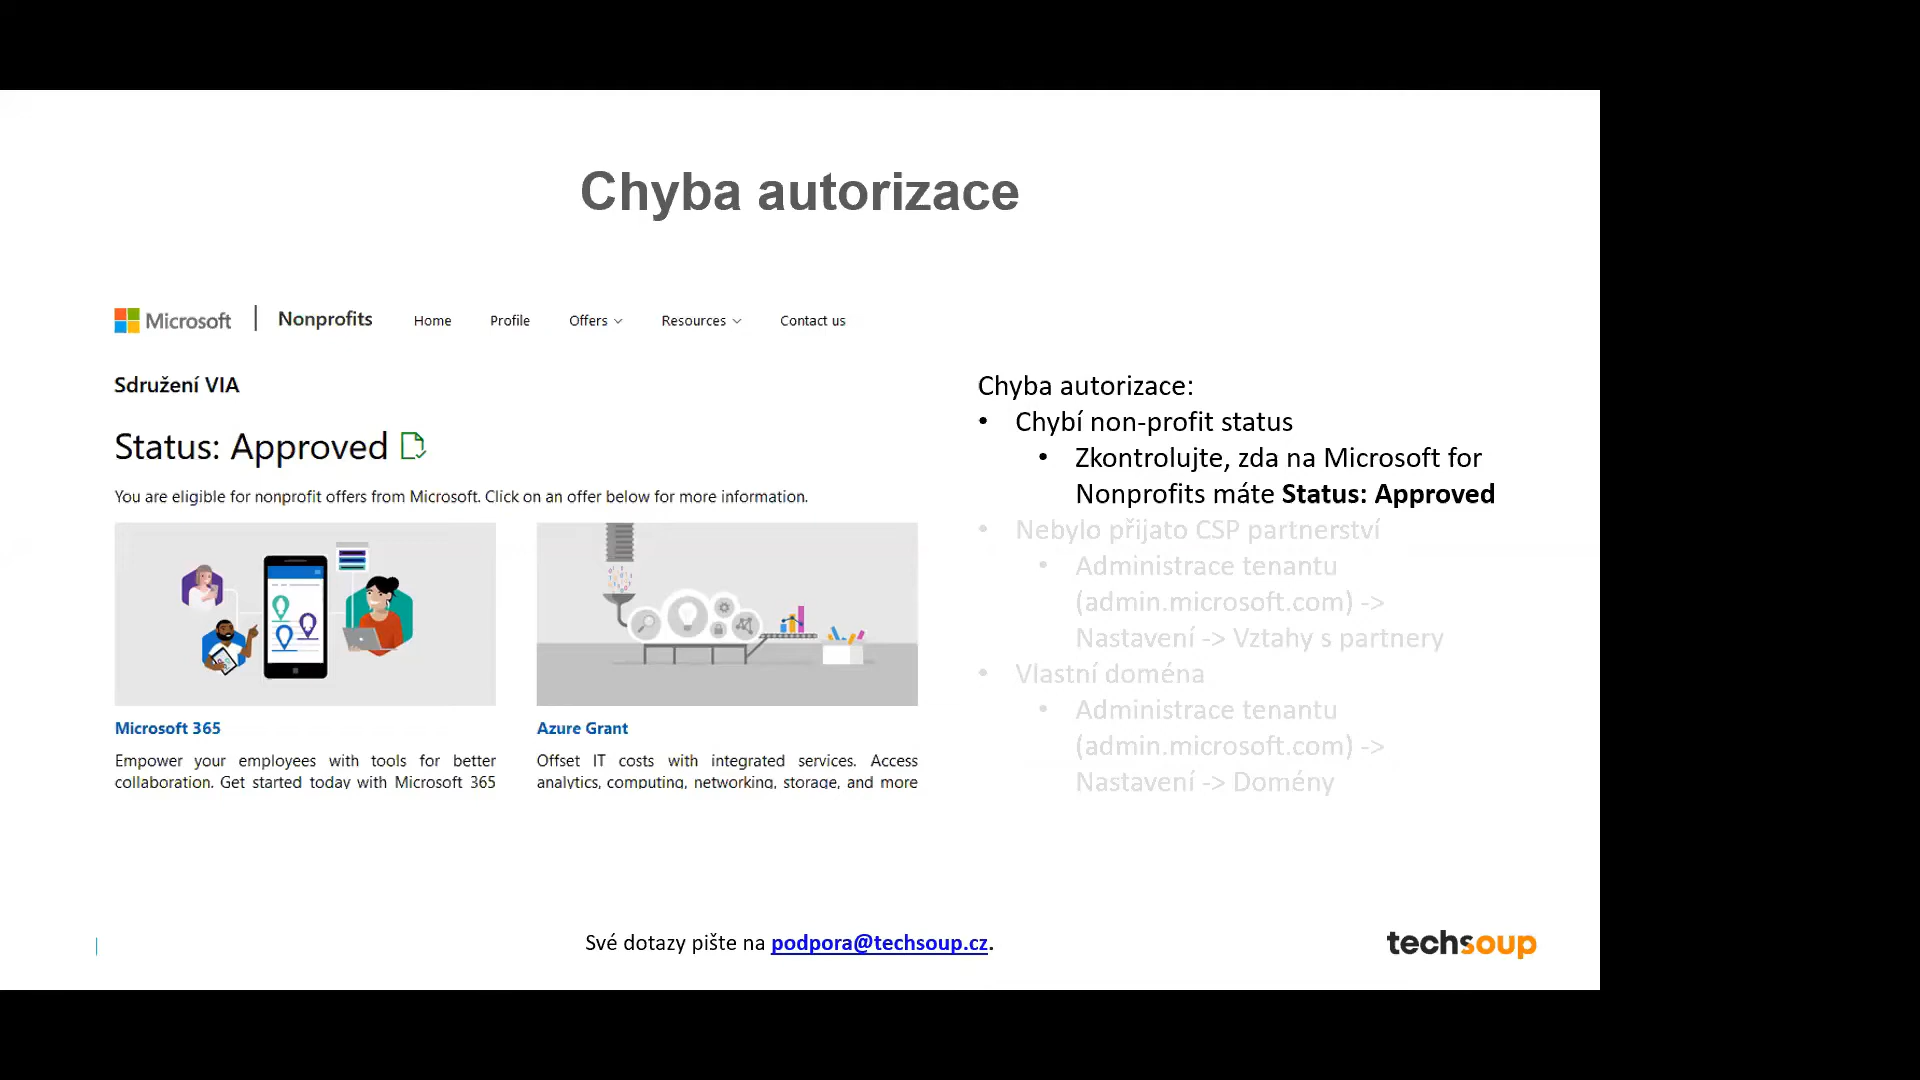 Chyba autorizace
Microsoft | Nonprofits Home Profile Offers Resources Contact us
Sdružení VIA
Status: Approved
You are eligible for nonprofit offers from Microsoft. Click on an offer below for more information.
Microsoft 365
Empower your employees with tools for better
collaboration. Get started today with Microsoft 365
Azure Grant
Offset IT costs with integrated services. Access
analytics, computing, networking, storage, and more
Chyba autorizace:
• Chybí non-profit status
• Zkontrolujte, zda na Microsoft for
Nonprofits máte Status: Approved
• Nebylo přijato CSP partnerství
• Administrace tenantu
(admin.microsoft.com) ->
Nastavení -> Vztahy s partnery
• Vlastní doména
• Administrace tenantu
(admin.microsoft.com) ->
Nastavení -> Domény
Své dotazy pište na podpora@techsoup.cz.
techsoup